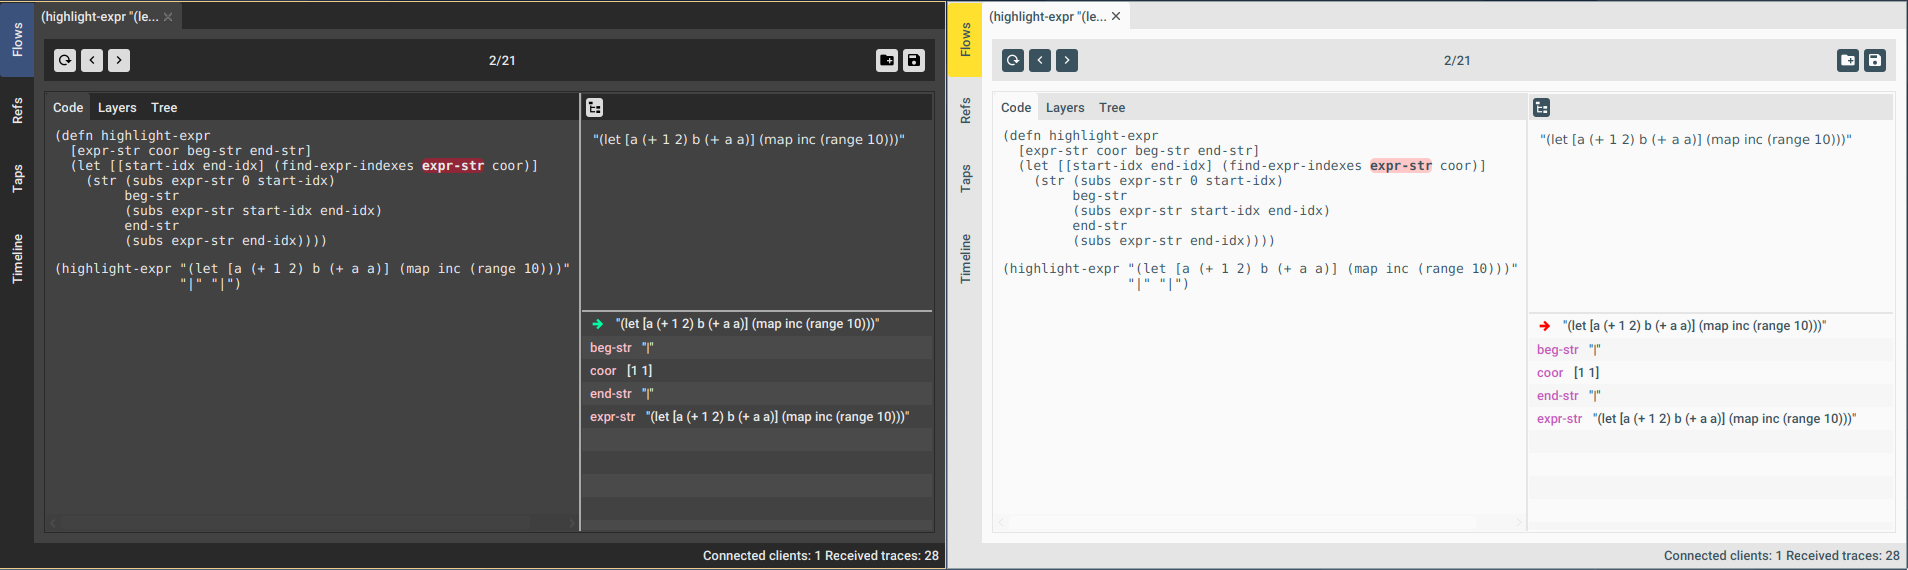 (highlight-expr "(le...
2/21
Flows
Refs
Taps
Timeline
Code Layers Tree
(defn highlight-expr
[expr-str coor beg-str end-str]
(let [[start-idx end-idx] (find-expr-indexes expr-str coor)]
(str (subs expr-str 0 start-idx)
beg-str
(subs expr-str start-idx end-idx)
end-str
(subs expr-str end-idx))))
(highlight-expr "(let [a (+ 1 2) b (+ a a)] (map inc (range 10)))"
"|" "|")
"(let [a (+ 1 2) b (+ a a)] (map inc (range 10)))"
"(let [a (+ 1 2) b (+ a a)] (map inc (range 10)))"
beg-str "|"
coor [1 1]
end-str "|"
expr-str "(let [a (+ 1 2) b (+ a a)] (map inc (range 10)))"
Connected clients: 1 Received traces: 28
(highlight-expr "(le...
2/21
Flows
Refs
Taps
Timeline
Code Layers Tree
(defn highlight-expr
[expr-str coor beg-str end-str]
(let [[start-idx end-idx] (find-expr-indexes expr-str coor)]
(str (subs expr-str 0 start-idx)
beg-str
(subs expr-str start-idx end-idx)
end-str
(subs expr-str end-idx))))
(highlight-expr "(let [a (+ 1 2) b (+ a a)] (map inc (range 10)))"
"|" "|")
"(let [a (+ 1 2) b (+ a a)] (map inc (range 10)))"
"(let [a (+ 1 2) b (+ a a)] (map inc (range 10)))"
beg-str "|"
coor [1 1]
end-str "|"
expr-str "(let [a (+ 1 2) b (+ a a)] (map inc (range 10)))"
Connected clients: 1 Received traces: 28